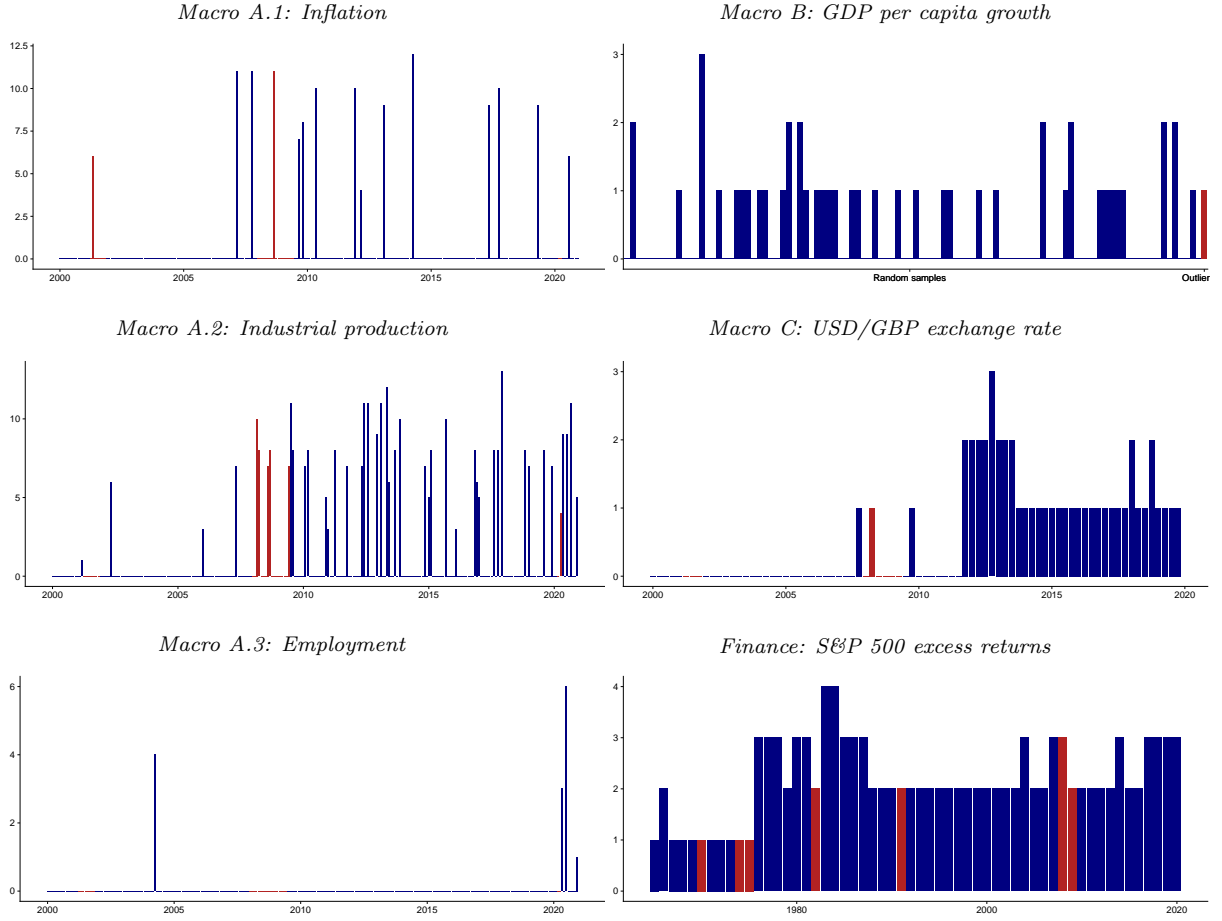 Macro A.1: Inflation
12.5
10.0
7.5
5.0
2.5
0.0
2000 2005 2010 2015 2020
Macro B: GDP per capita growth
3
2
1
0
Random samples Outlier
Macro A.2: Industrial production
10
5
0
2000 2005 2010 2015 2020
Macro C: USD/GBP exchange rate
3
2
1
0
2000 2005 2010 2015 2020
Macro A.3: Employment
6
4
2
0
2000 2005 2010 2015 2020
Finance: S&P 500 excess returns
4
3
2
1
0
1980 2000 2020